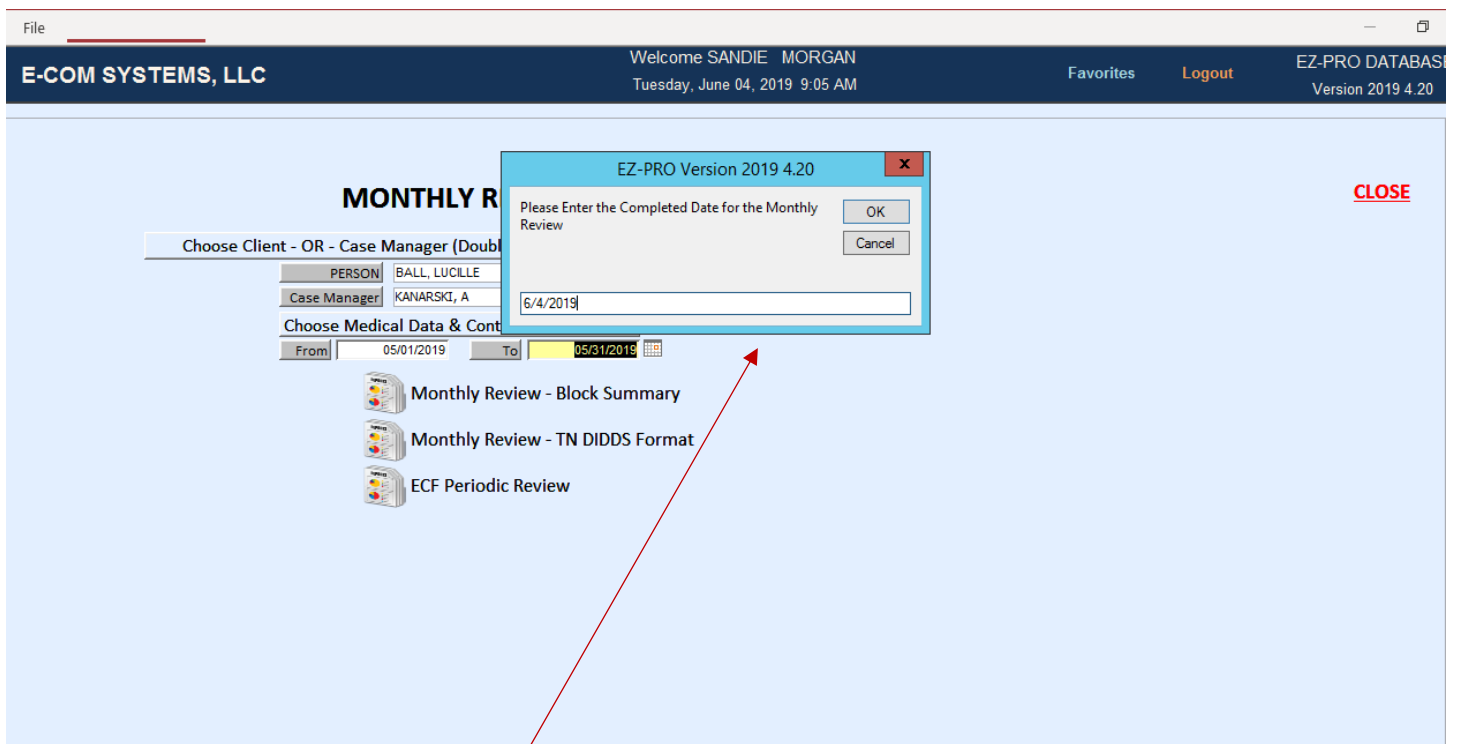 File
E-COM SYSTEMS, LLC
Welcome SANDIE MORGAN
Tuesday, June 04, 2019 9:05 AM
Favorites
Logout
EZ-PRO DATABAS
Version 2019 4.20
MONTHLY R
CLOSE
EZ-PRO Version 2019 4.20
x
Please Enter the Completed Date for the Monthly
Review
OK
Cancel
6/4/2019
Choose Client - OR - Case Manager (Doubl
PERSON BALL, LUCILLE
Case Manager KANARSKI, A
Choose Medical Data & Cont
From 05/01/2019 To 05/31/2019
Monthly Review - Block Summary
Monthly Review - TN DIDDS Format
ECF Periodic Review